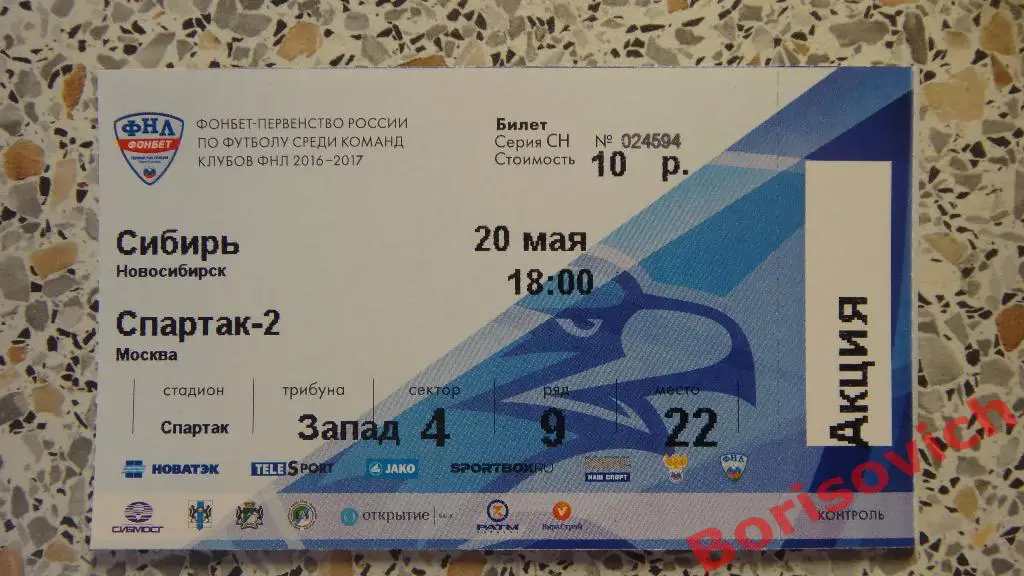 ФНЛ
ФОНБЕТ
ФОНБЕТ-ПЕРВЕНСТВО РОССИИ
ПО ФУТБОЛУ СРЕДИ КОМАНД
КЛУБОВ ФНЛ 2016-2017
Билет
Серия СН № 024594
Стоимость 10 р.
Сибирь
Новосибирск
20 мая
18:00
Спартак-2
Москва
стадион трибуна сектор ряд место
Спартак Запад 4 9 22
Акция
НОВАТЭК TELESPORT JAKO SPORTBOX.RU НАШ СПОРТ ФНЛ
СИБМОСТ открытие банк РАТМ ВираСтрой
КОНТРОЛЬ
Borisovich